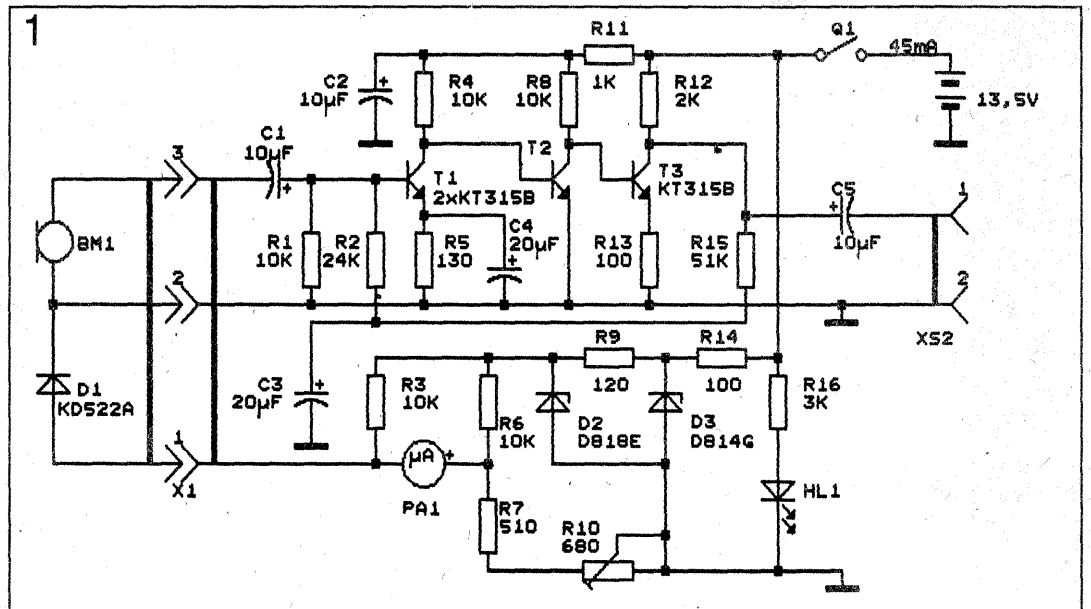 1
R11
1K
Q1
45mA
C2
10µF
R4
10K
R8
10K
R12
2K
13,5V
C1
10µF
3
T1
2xKT315B
T2
T3
KT315B
C5
10µF
1
BM1
R1
10K
R2
24K
R5
130
C4
20µF
R13
100
R15
51K
2
2
XS2
D1
KD522A
C3
20µF
R3
10K
R6
10K
R9
120
R14
100
R16
3K
D2
D818E
D3
D814G
1
X1
µA
+
PA1
R7
510
R10
680
HL1